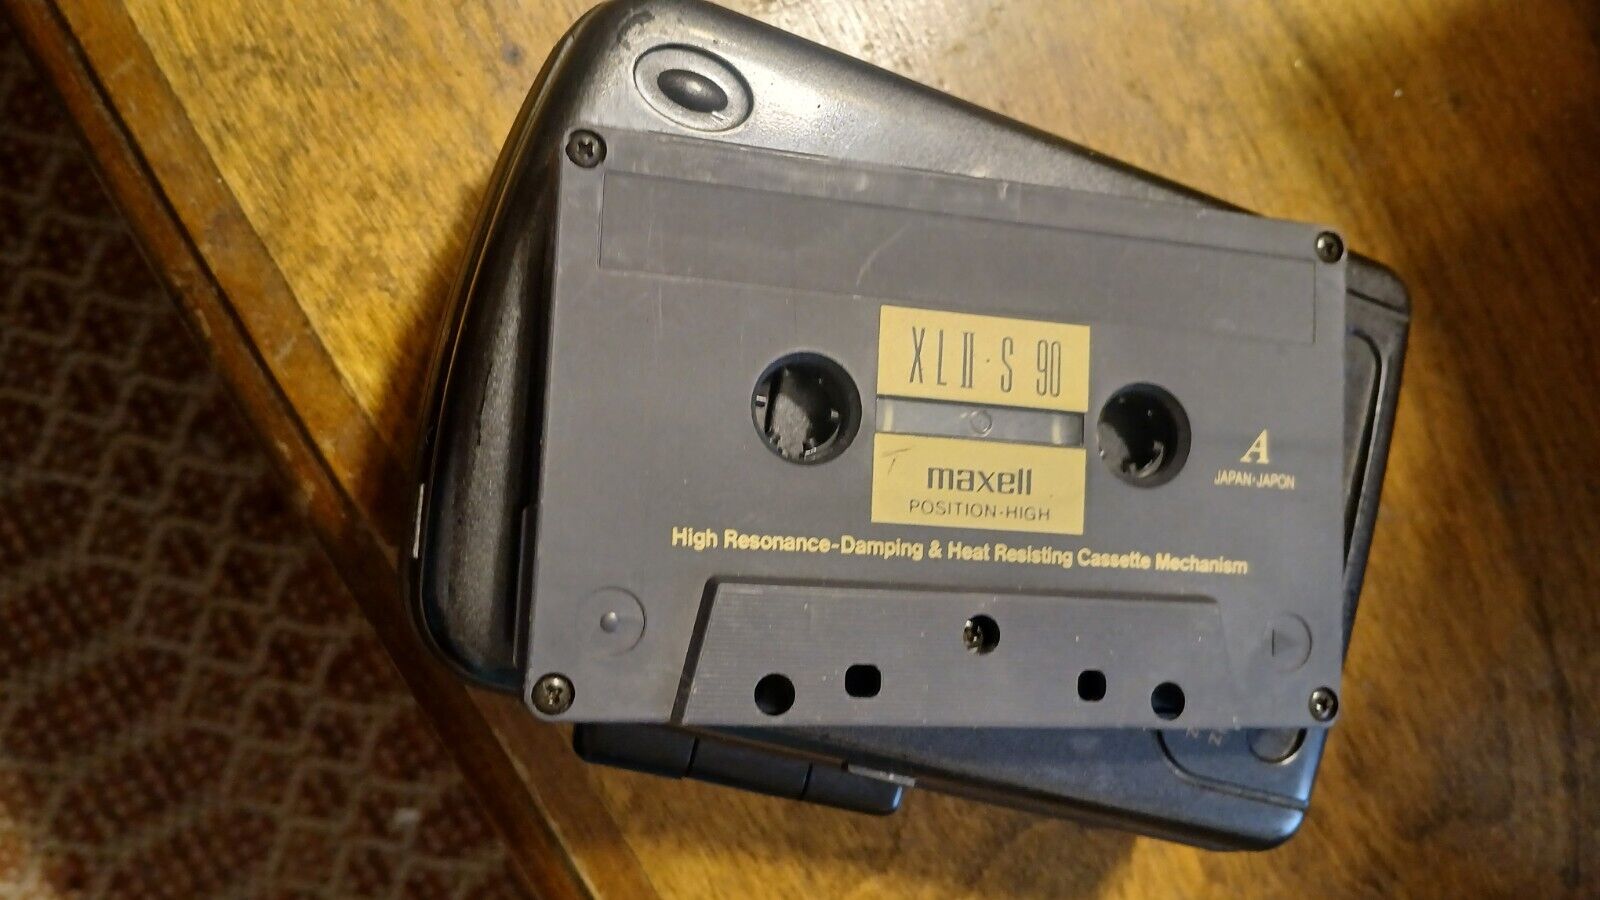 XLII·S 90
T
maxell
POSITION-HIGH
A
JAPAN·JAPON
High Resonance-Damping & Heat Resisting Cassette Mechanism